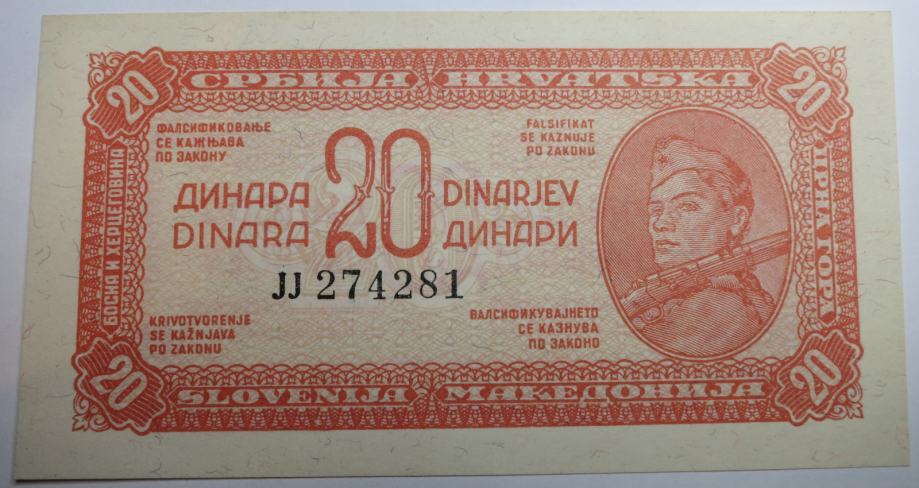 20
СРБИЈА HRVATSKA
20
ФАЛСИФИКОВАЊЕ
СЕ КАЖЊАВА
ПО ЗАКОНУ
20
FALSIFIKAT
SE KAZNUJE
PO ZAKONU
БОСНА И ХЕРЦЕГОВИНА
ЦРНА ГОРА
ДИНАРА
DINARA
DINARJEV
ДИНАРИ
JJ 274281
KRIVOTVORENJE
SE KAŽNJAVA
PO ZAKONU
ВАЛСИФИКУВАЈНЕТО
СЕ КАЗНУВА
ПО ЗАКОНО
20
SLOVENIJA МАКЕДОНИЈА
20